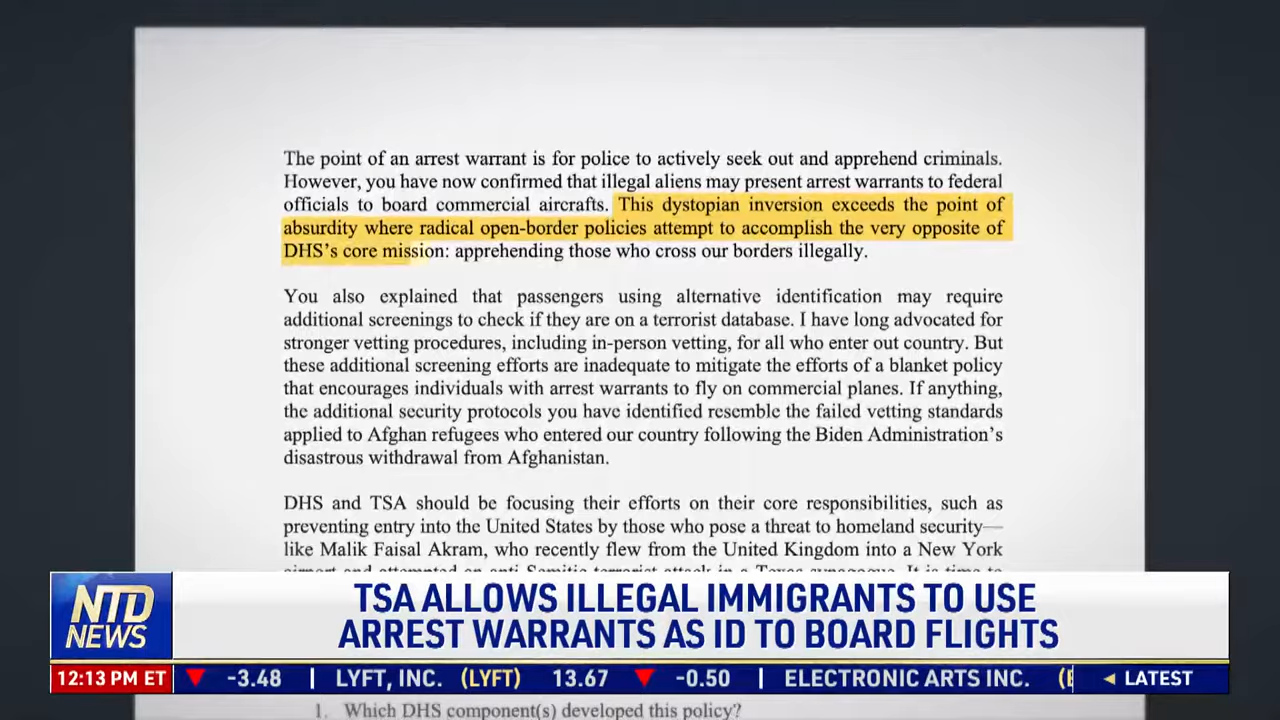 The point of an arrest warrant is for police to actively seek out and apprehend criminals.
However, you have now confirmed that illegal aliens may present arrest warrants to federal
officials to board commercial aircrafts. This dystopian inversion exceeds the point of
absurdity where radical open-border policies attempt to accomplish the very opposite of
DHS's core mission: apprehending those who cross our borders illegally.
You also explained that passengers using alternative identification may require
additional screenings to check if they are on a terrorist database. I have long advocated for
stronger vetting procedures, including in-person vetting, for all who enter out country. But
these additional screening efforts are inadequate to mitigate the efforts of a blanket policy
that encourages individuals with arrest warrants to fly on commercial planes. If anything,
the additional security protocols you have identified resemble the failed vetting standards
applied to Afghan refugees who entered our country following the Biden Administration's
disastrous withdrawal from Afghanistan.
DHS and TSA should be focusing their efforts on their core responsibilities, such as
preventing entry into the United States by those who pose a threat to homeland security—
like Malik Faisal Akram, who recently flew from the United Kingdom into a New York
NTD
NEWS
TSA ALLOWS ILLEGAL IMMIGRANTS TO USE
ARREST WARRANTS AS ID TO BOARD FLIGHTS
12:13 PM ET ▼ -3.48 | LYFT, INC. (LYFT) 13.67 ▼ -0.50 | ELECTRONIC ARTS INC. ◄ LATEST
1. Which DHS component(s) developed this policy?